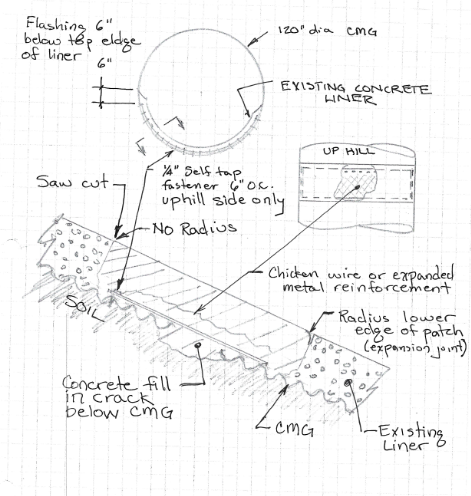 Flashing 6"
below top eldge
of liner
6"
120" dia CMG
EXISTING CONCRETE
LINER
UP HILL
1/4" Self tap
fastener 6" O.C.
uphill side only
Saw cut
No Radius
Chicken wire or expanded
metal reinforcement
SOIL
Radius lower
edge of patch
(expansion joint)
Concrete fill
in crack
below CMG
CMG
Existing
Liner